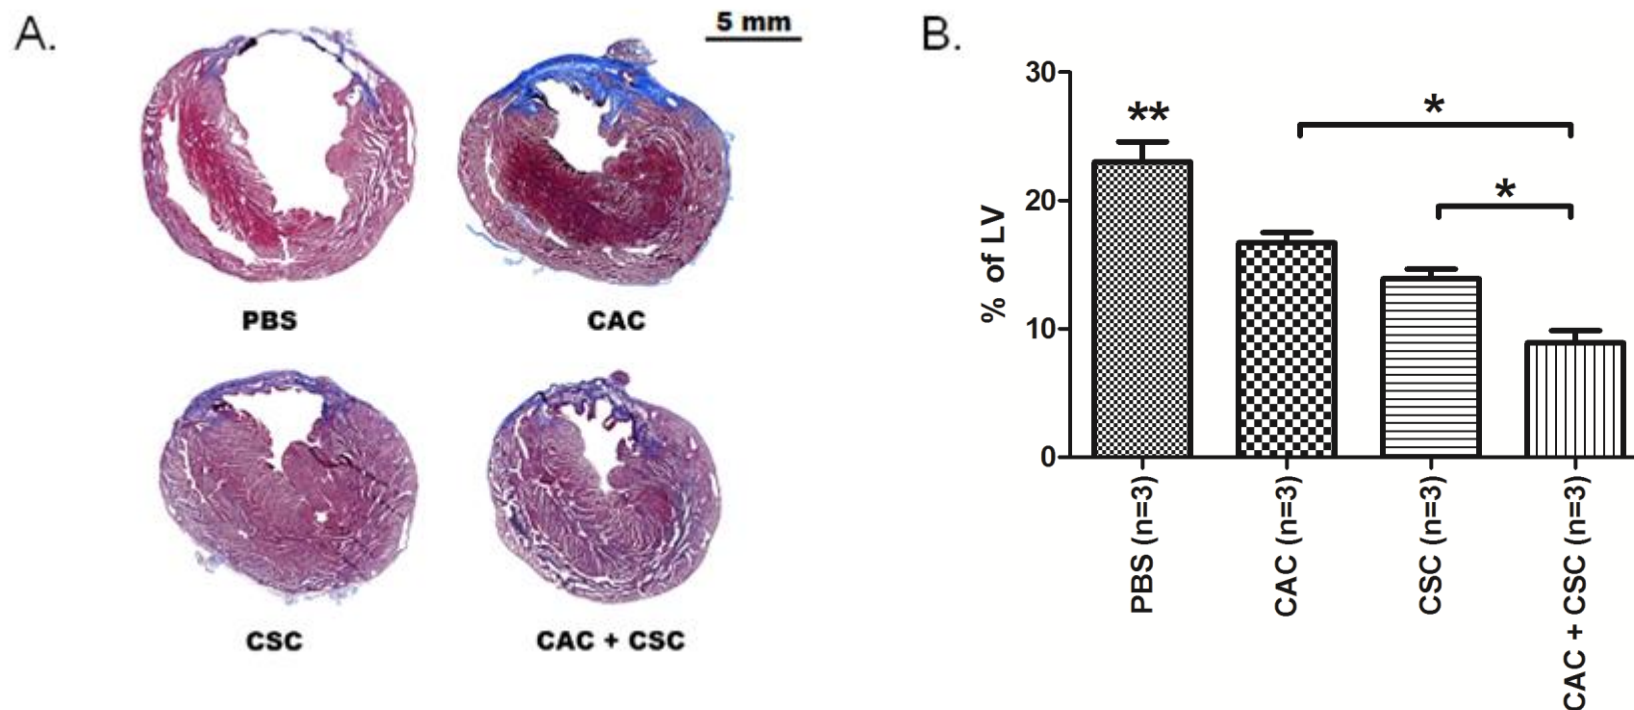 A.
5 mm
PBS
CAC
CSC
CAC + CSC
B.
% of LV
30
20
10
0
**
*
*
PBS (n=3)
CAC (n=3)
CSC (n=3)
CAC + CSC (n=3)